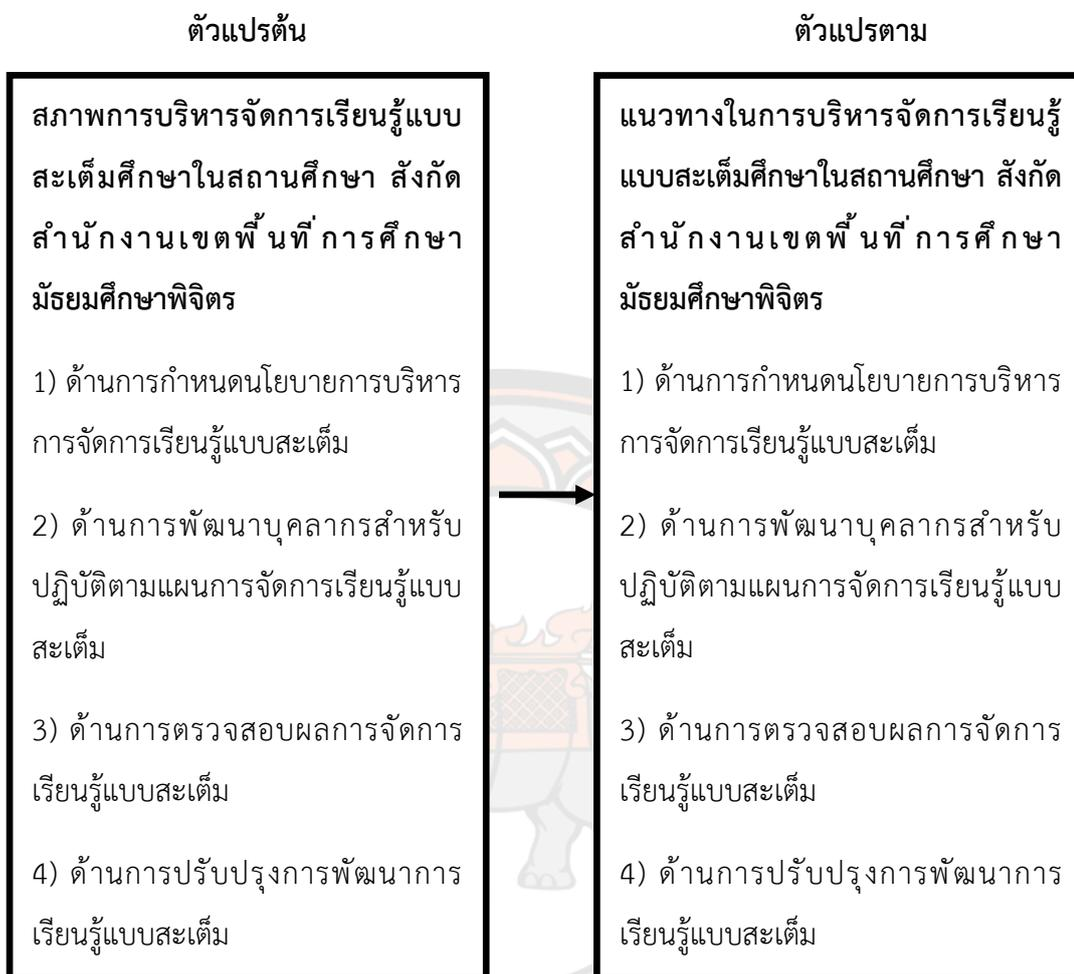 ตัวแปรต้น
สภาพการบริหารจัดการเรียนรู้แบบ
สะเต็มศึกษาในสถานศึกษา สังกัด
สำนักงานเขตพื้นที่การศึกษา
มัธยมศึกษาพิจิตร
1) ด้านการกำหนดนโยบายการบริหาร
การจัดการเรียนรู้แบบสะเต็ม
2) ด้านการพัฒนาบุคลากรสำหรับ
ปฏิบัติตามแผนการจัดการเรียนรู้แบบ
สะเต็ม
3) ด้านการตรวจสอบผลการจัดการ
เรียนรู้แบบสะเต็ม
4) ด้านการปรับปรุงการพัฒนาการ
เรียนรู้แบบสะเต็ม
ตัวแปรตาม
แนวทางในการบริหารจัดการเรียนรู้
แบบสะเต็มศึกษาในสถานศึกษา สังกัด
สำนักงานเขตพื้นที่การศึกษา
มัธยมศึกษาพิจิตร
1) ด้านการกำหนดนโยบายการบริหาร
การจัดการเรียนรู้แบบสะเต็ม
2) ด้านการพัฒนาบุคลากรสำหรับ
ปฏิบัติตามแผนการจัดการเรียนรู้แบบ
สะเต็ม
3) ด้านการตรวจสอบผลการจัดการ
เรียนรู้แบบสะเต็ม
4) ด้านการปรับปรุงการพัฒนาการ
เรียนรู้แบบสะเต็ม